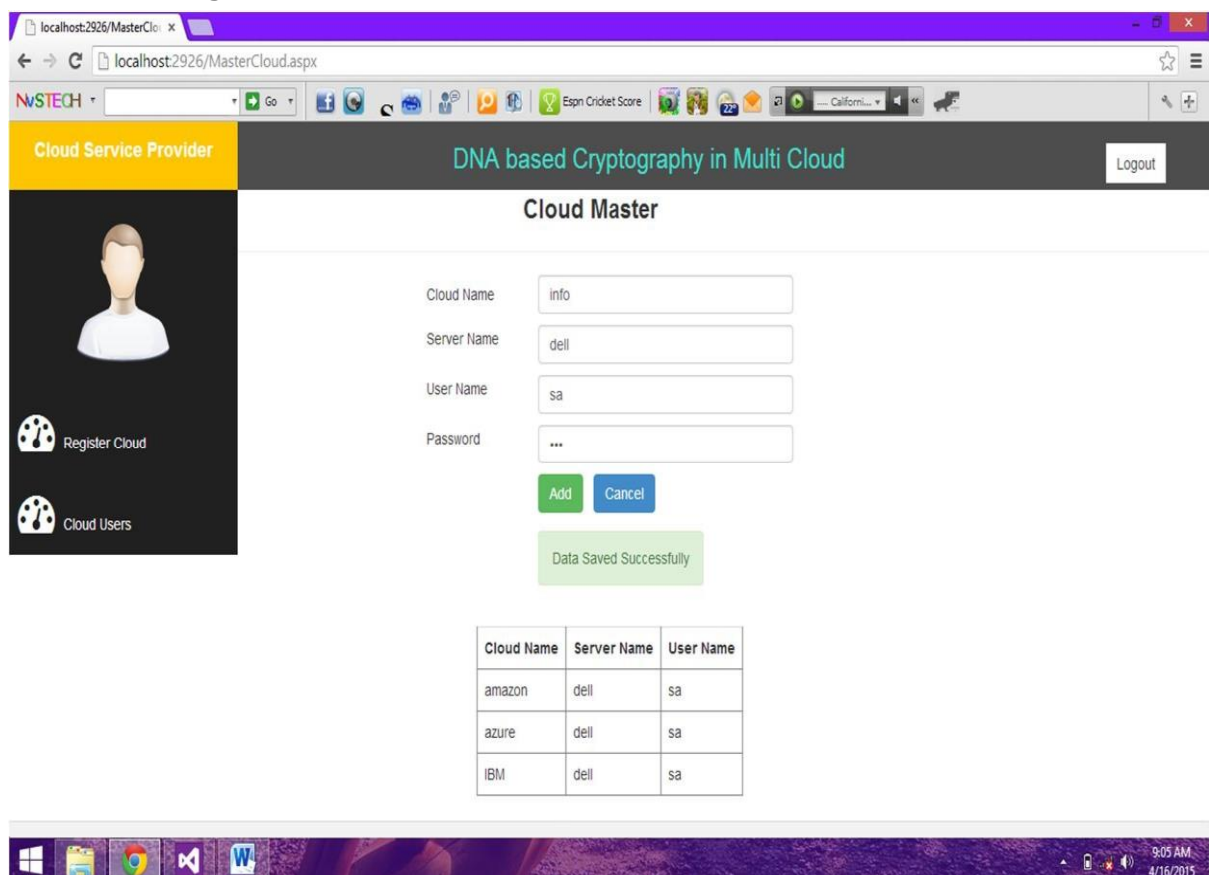 localhost:2926/MasterClo
localhost:2926/MasterCloud.aspx
NvSTECH
Go
Espn Cricket Score
22°
.... Californi...
Cloud Service Provider
DNA based Cryptography in Multi Cloud
Logout
Cloud Master
Cloud Name info
Server Name dell
User Name sa
Password •••
Register Cloud
Add Cancel
Cloud Users
Data Saved Successfully
Cloud Name Server Name User Name
amazon dell sa
azure dell sa
IBM dell sa
9:05 AM
4/16/2015